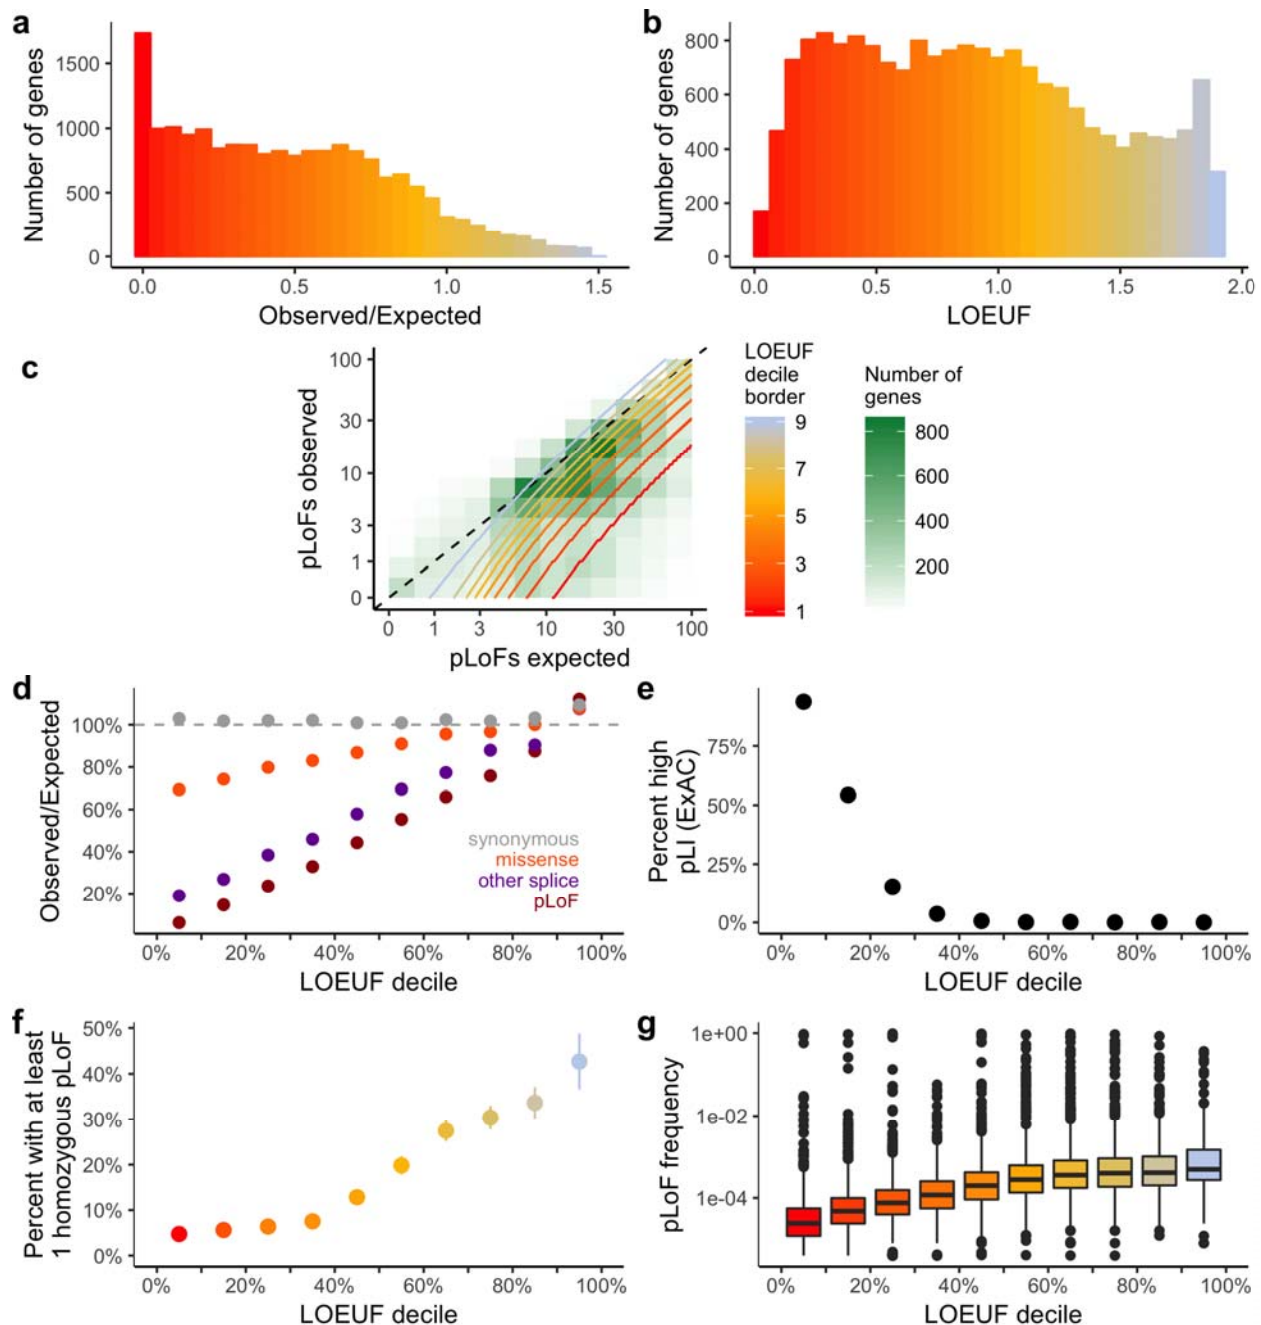 a
Number of genes
1500
1000
500
0
0.0
0.5
1.0
1.5
Observed/Expected
b
Number of genes
800
600
400
200
0
0.0
0.5
1.0
1.5
2.0
LOEUF
c
pLoFs observed
100
30
10
3
1
0
0
1
3
10
30
100
pLoFs expected
LOEUF
decile
border
9
7
5
3
1
Number of
genes
800
600
400
200
d
Observed/Expected
100%
80%
60%
40%
20%
synonymous
missense
other splice
pLoF
0%
20%
40%
60%
80%
100%
LOEUF decile
e
Percent high
pLI (ExAC)
75%
50%
25%
0%
0%
20%
40%
60%
80%
100%
LOEUF decile
f
Percent with at least
1 homozygous pLoF
50%
40%
30%
20%
10%
0%
0%
20%
40%
60%
80%
100%
LOEUF decile
g
pLoF frequency
1e+00
1e-02
1e-04
0%
20%
40%
60%
80%
100%
LOEUF decile